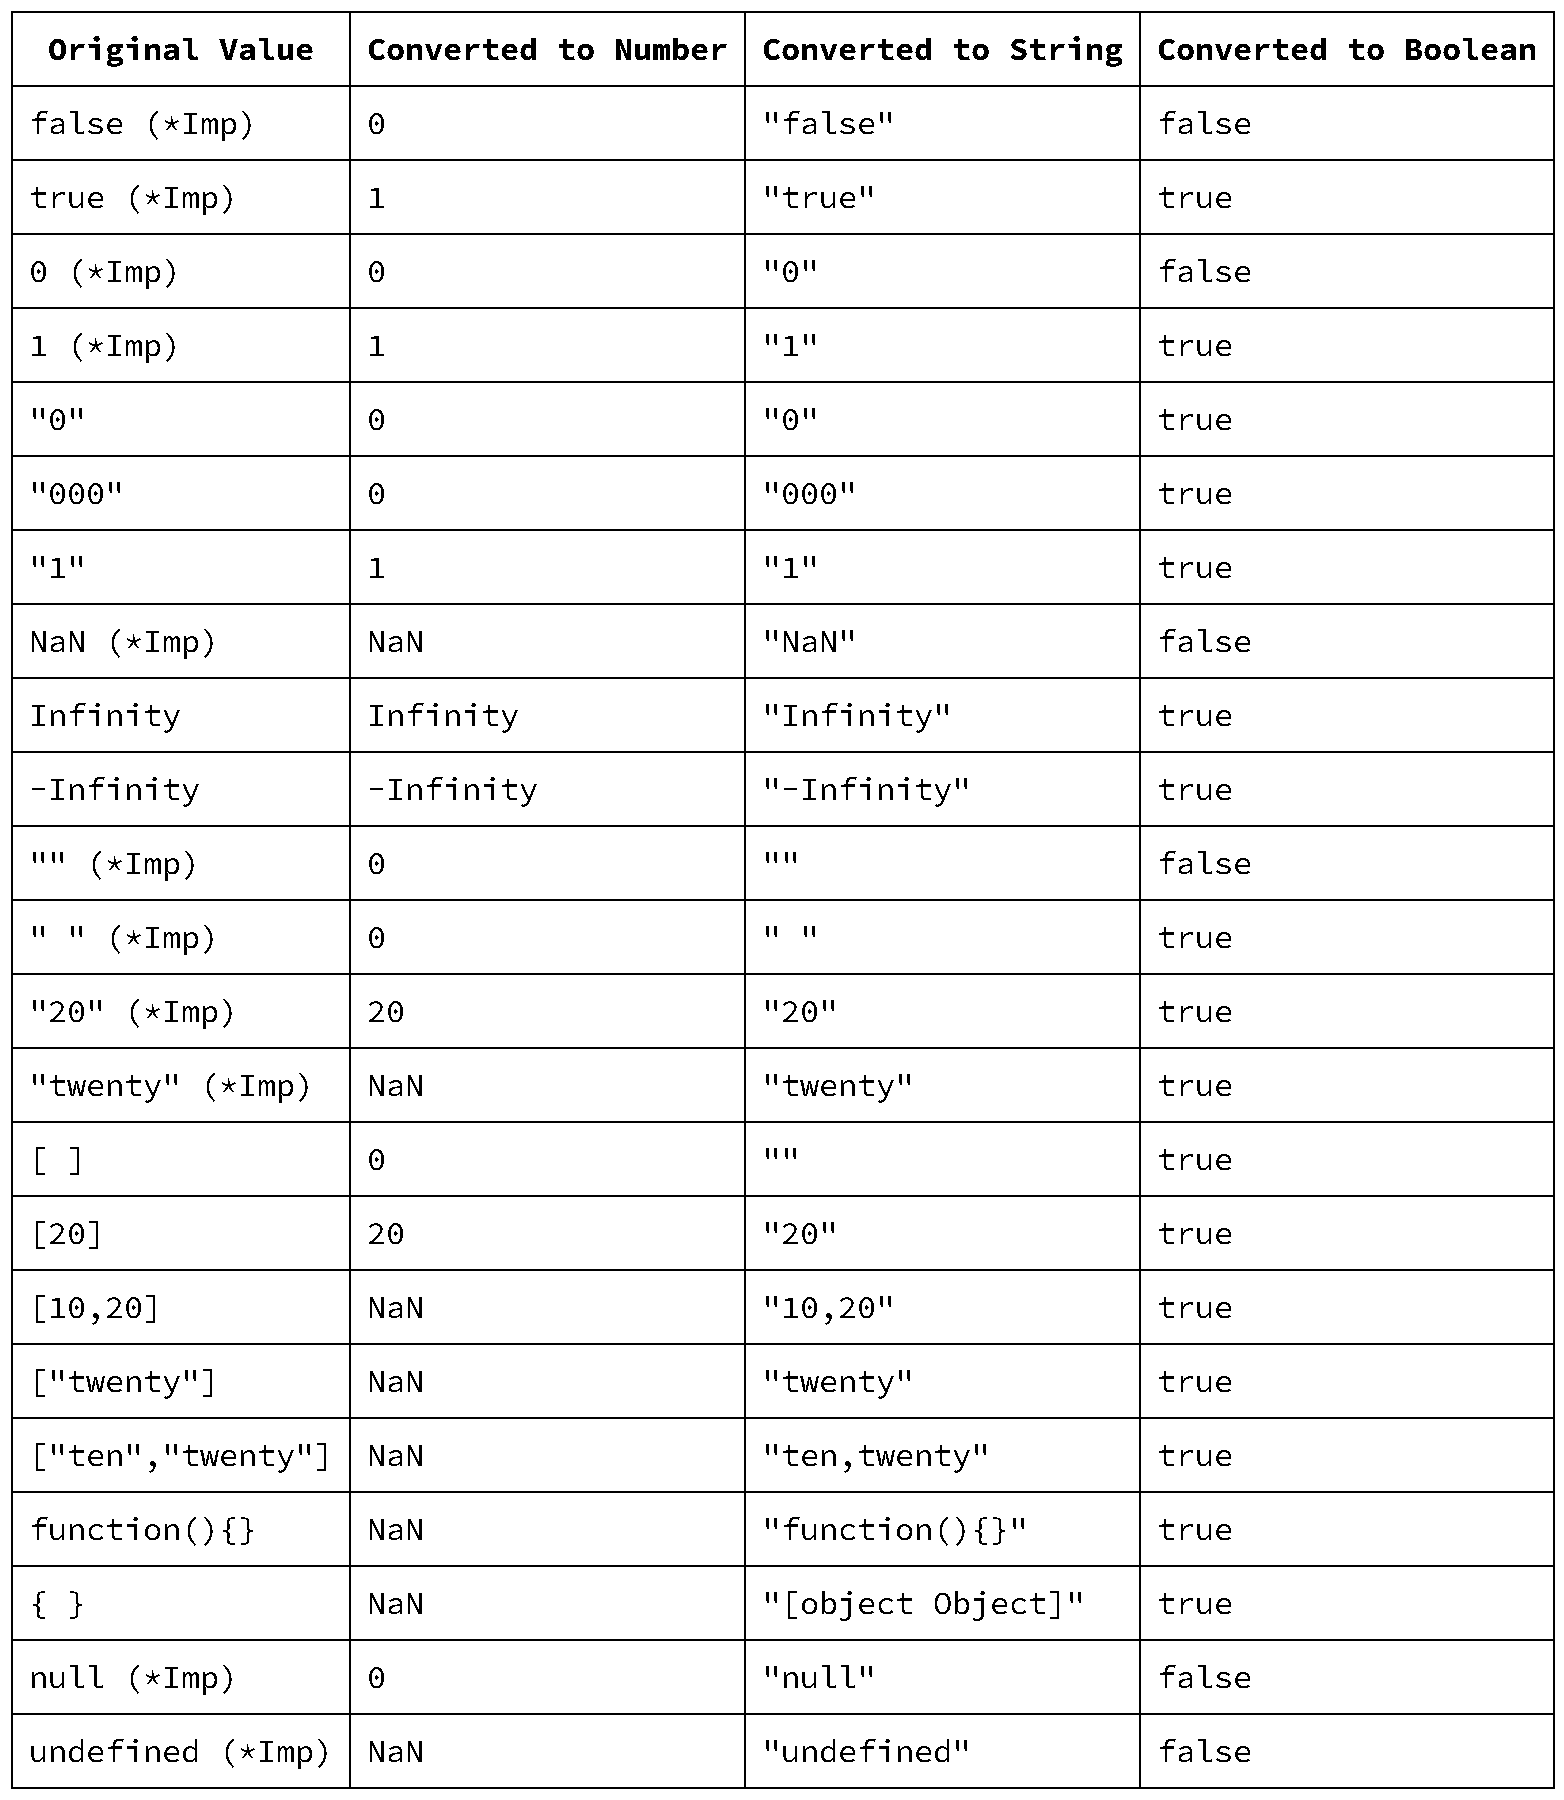 Original Value Converted to Number Converted to String Converted to Boolean
false (*Imp) 0 "false" false
true (*Imp) 1 "true" true
0 (*Imp) 0 "0" false
1 (*Imp) 1 "1" true
"0" 0 "0" true
"000" 0 "000" true
"1" 1 "1" true
NaN (*Imp) NaN "NaN" false
Infinity Infinity "Infinity" true
-Infinity -Infinity "-Infinity" true
"" (*Imp) 0 "" false
" " (*Imp) 0 " " true
"20" (*Imp) 20 "20" true
"twenty" (*Imp) NaN "twenty" true
[ ] 0 "" true
[20] 20 "20" true
[10,20] NaN "10,20" true
["twenty"] NaN "twenty" true
["ten","twenty"] NaN "ten,twenty" true
function(){} NaN "function(){}" true
{ } NaN "[object Object]" true
null (*Imp) 0 "null" false
undefined (*Imp) NaN "undefined" false